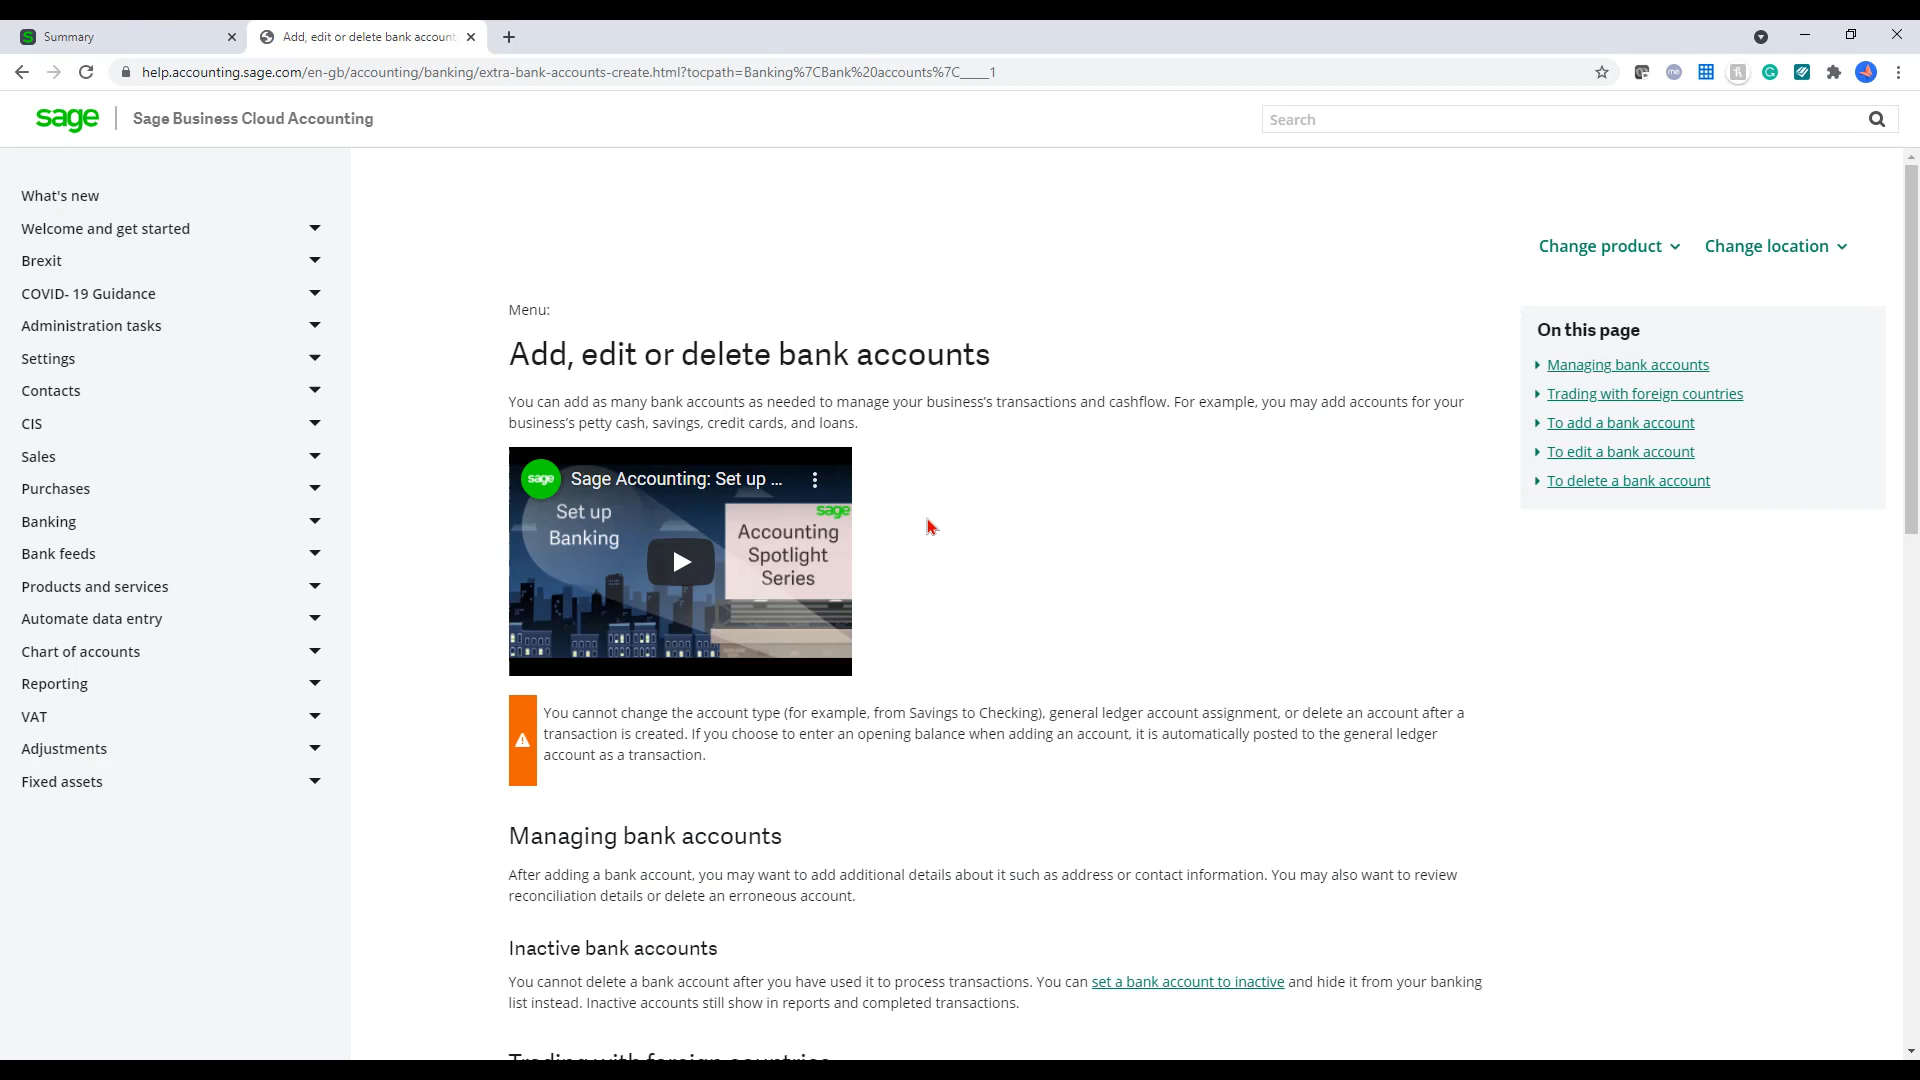 Summary
Add, edit or delete bank account
help.accounting.sage.com/en-gb/accounting/banking/extra-bank-accounts-create.html?tocpath=Banking%7CBank%20accounts%7C_____1
sage
Sage Business Cloud Accounting
Search
What's new
Welcome and get started
Brexit
COVID- 19 Guidance
Administration tasks
Settings
Contacts
CIS
Sales
Purchases
Banking
Bank feeds
Products and services
Automate data entry
Chart of accounts
Reporting
VAT
Adjustments
Fixed assets
Change product
Change location
Menu:
Add, edit or delete bank accounts
You can add as many bank accounts as needed to manage your business's transactions and cashflow. For example, you may add accounts for your
business's petty cash, savings, credit cards, and loans.
sage
Sage Accounting: Set up ...
Set up
Banking
sage
Accounting
Spotlight
Series
You cannot change the account type (for example, from Savings to Checking), general ledger account assignment, or delete an account after a
transaction is created. If you choose to enter an opening balance when adding an account, it is automatically posted to the general ledger
account as a transaction.
Managing bank accounts
After adding a bank account, you may want to add additional details about it such as address or contact information. You may also want to review
reconciliation details or delete an erroneous account.
Inactive bank accounts
You cannot delete a bank account after you have used it to process transactions. You can set a bank account to inactive and hide it from your banking
list instead. Inactive accounts still show in reports and completed transactions.
Trading with foreign countries
On this page
Managing bank accounts
Trading with foreign countries
To add a bank account
To edit a bank account
To delete a bank account